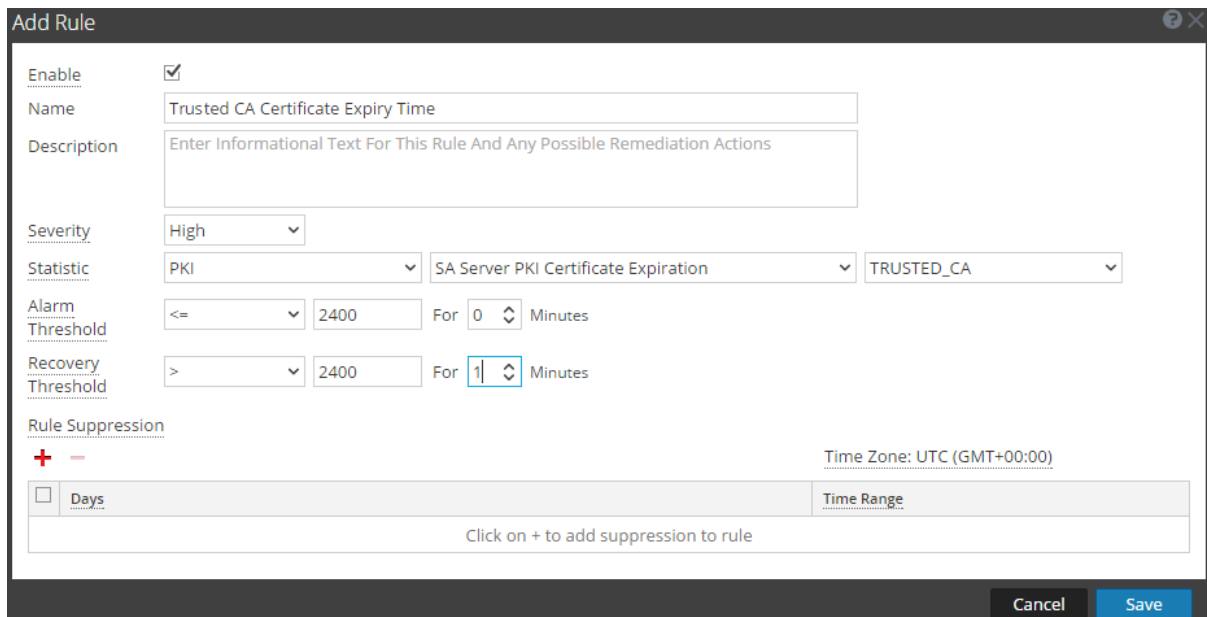 Add Rule
Enable
Name Trusted CA Certificate Expiry Time
Description Enter Informational Text For This Rule And Any Possible Remediation Actions
Severity High
Statistic PKI SA Server PKI Certificate Expiration TRUSTED_CA
Alarm Threshold <= 2400 For 0 Minutes
Recovery Threshold > 2400 For 1 Minutes
Rule Suppression
Time Zone: UTC (GMT+00:00)
Days Time Range
Click on + to add suppression to rule
Cancel Save